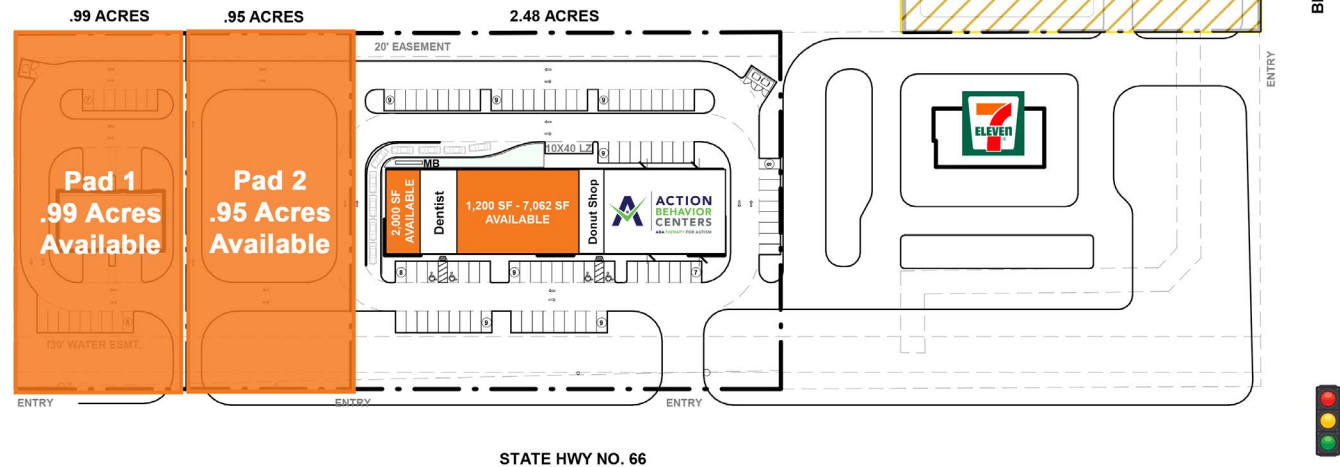 .99 ACRES
.95 ACRES
2.48 ACRES
20' EASEMENT
ENTRY
7
ELEVEN
9
9
9
10X40 LZ
9
MB
Pad 1
.99 Acres
Available
Pad 2
.95 Acres
Available
2,000 SF
AVAILABLE
Dentist
1,200 SF - 7,062 SF
AVAILABLE
Donut Shop
ACTION
BEHAVIOR
CENTERS
ABA THERAPY FOR AUTISM
8
9
7
9
9
WATER ESMT.
ENTRY
ENTRY
ENTRY
STATE HWY NO. 66